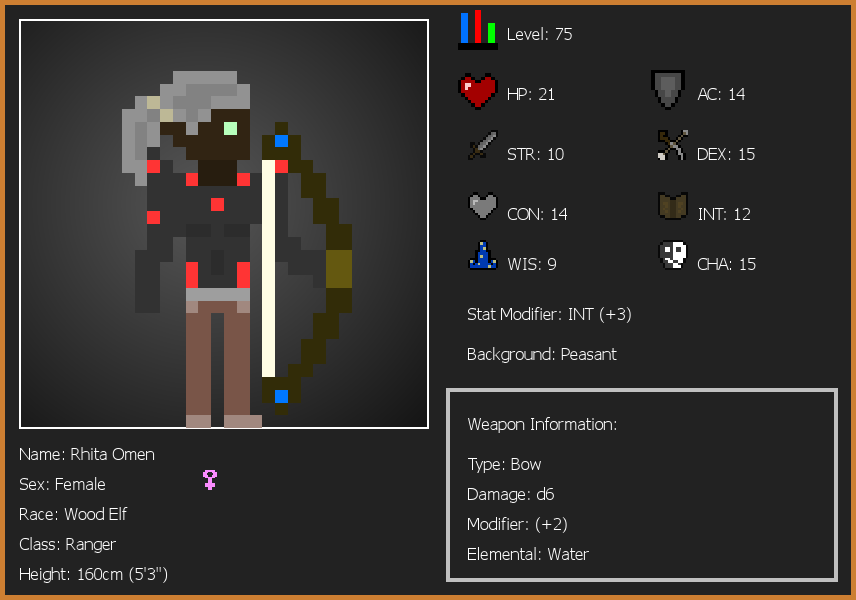 Level: 75
HP: 21
AC: 14
STR: 10
DEX: 15
CON: 14
INT: 12
WIS: 9
CHA: 15
Stat Modifier: INT (+3)
Background: Peasant
Weapon Information:
Type: Bow
Damage: d6
Modifier: (+2)
Elemental: Water
Name: Rhita Omen
Sex: Female
Race: Wood Elf
Class: Ranger
Height: 160cm (5'3")